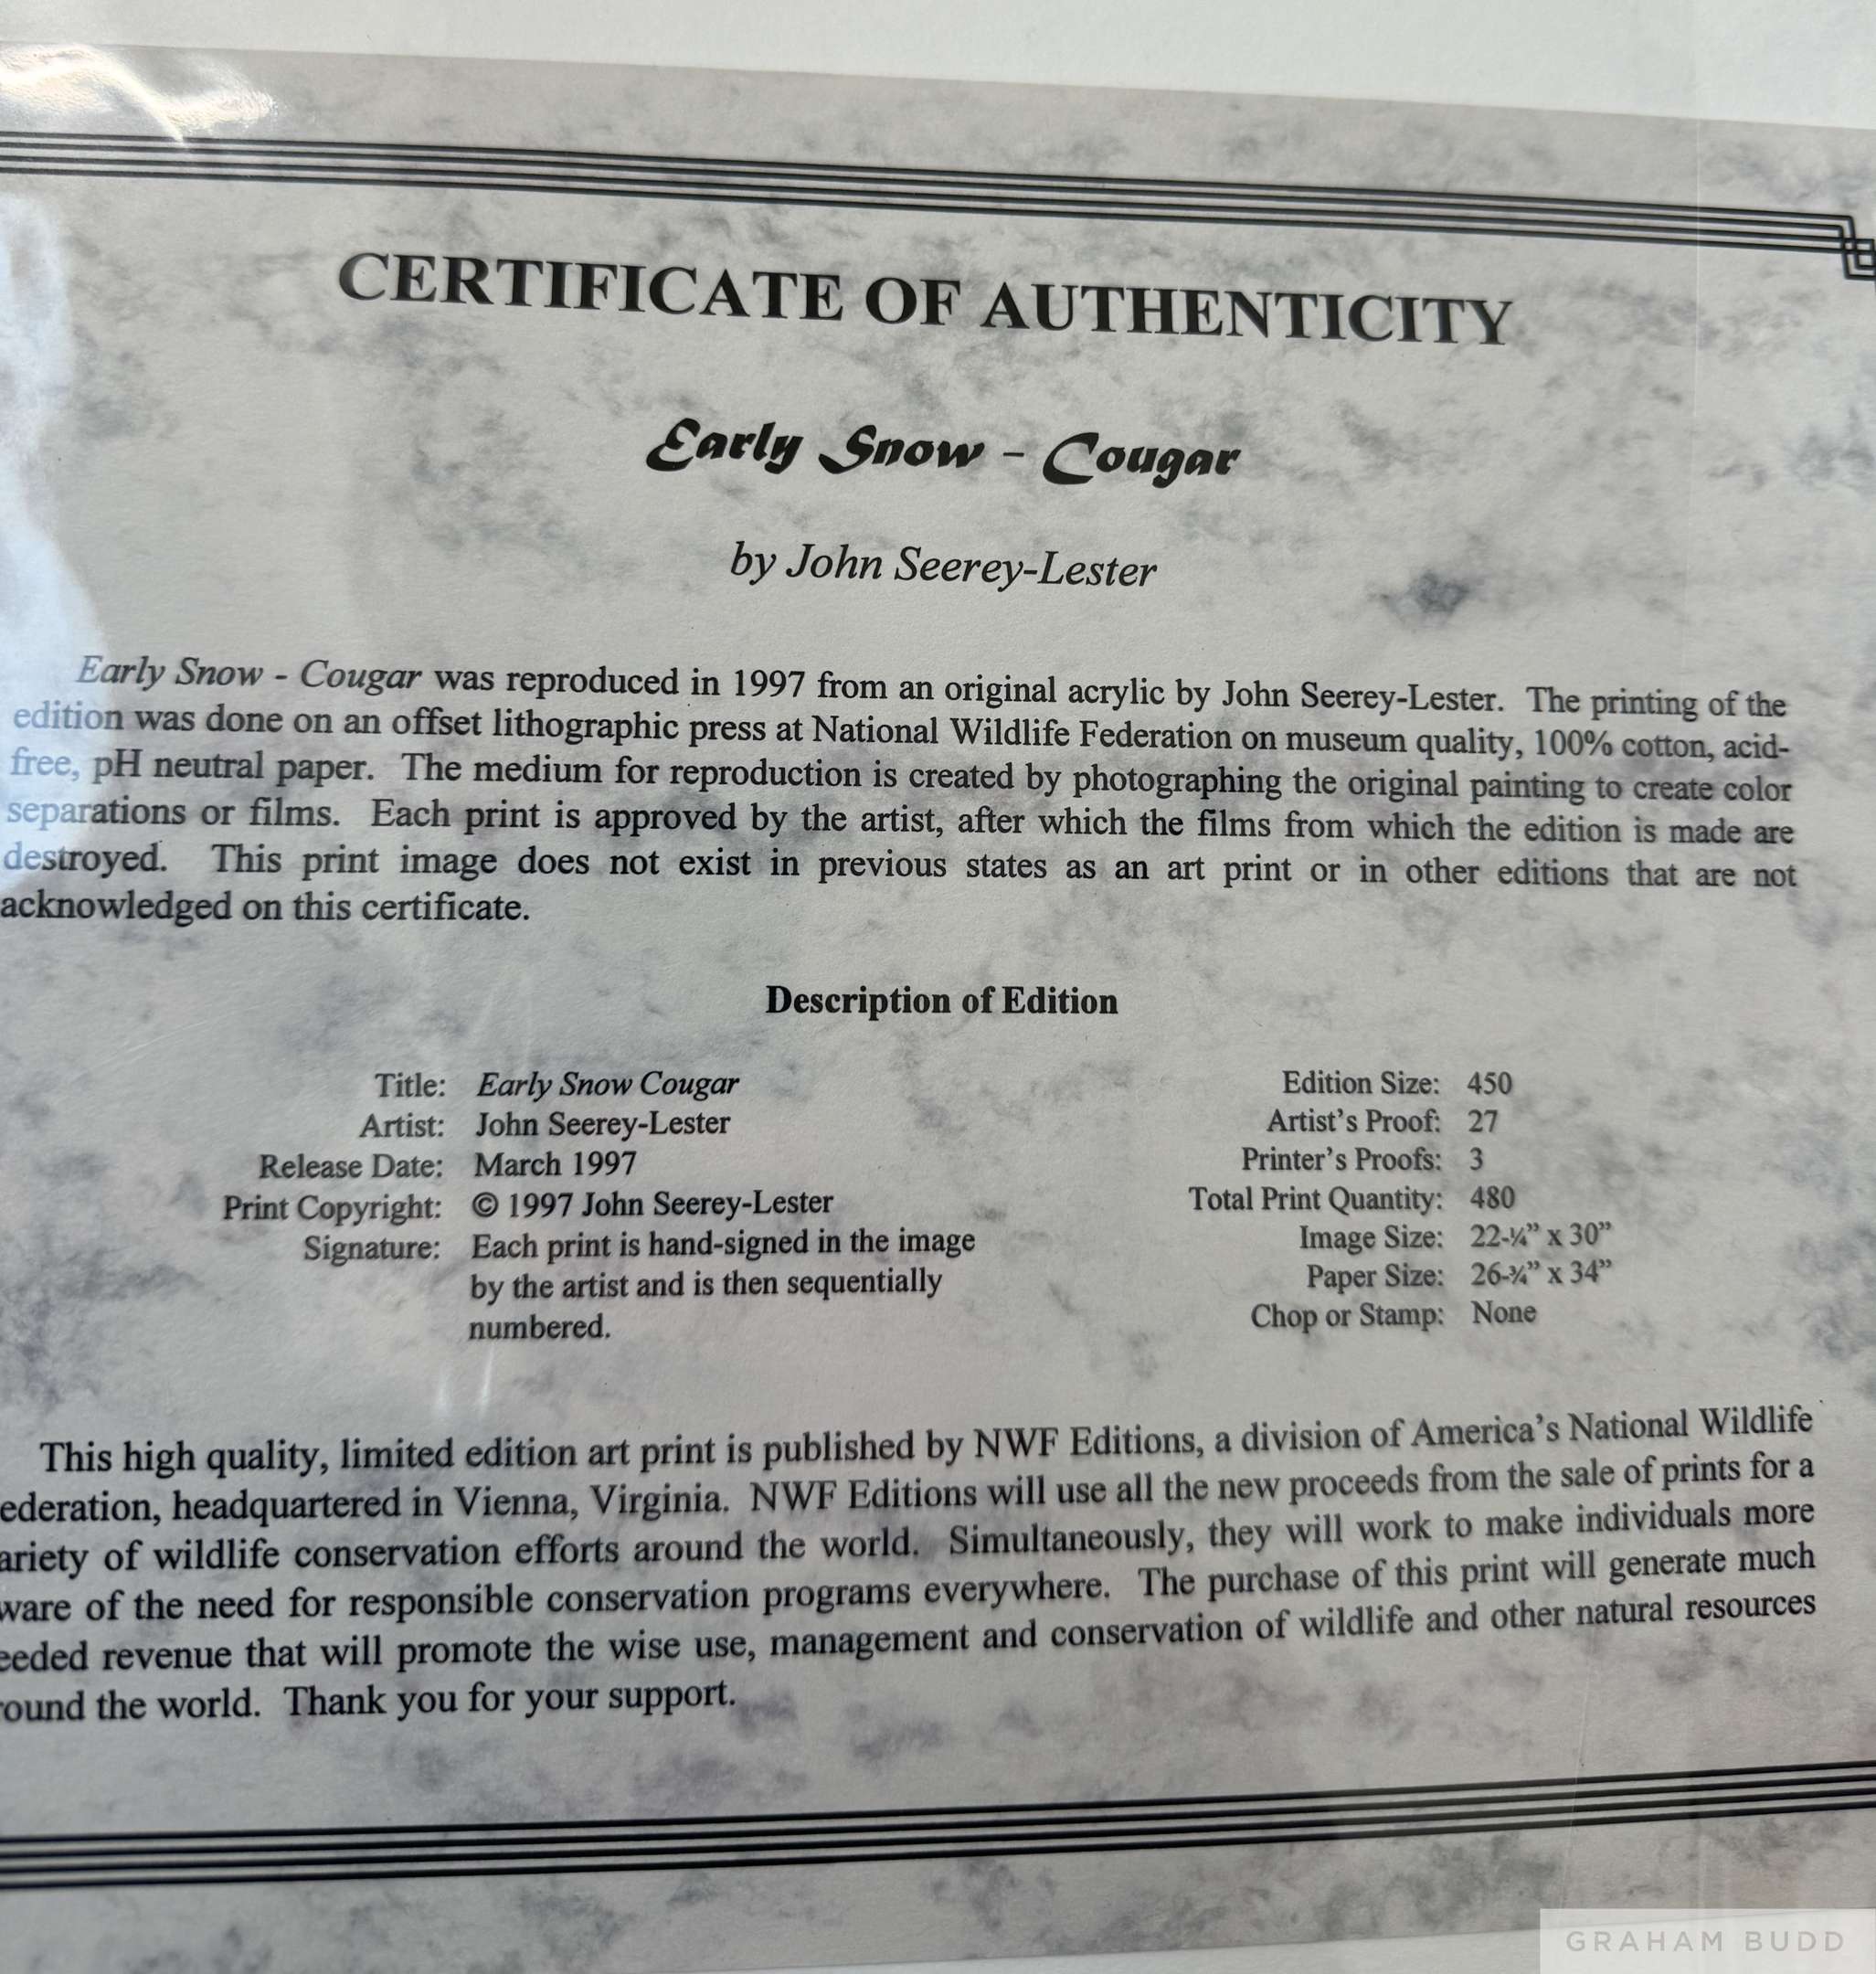 CERTIFICATE OF AUTHENTICITY
Early Snow - Cougar
by John Seerey-Lester
Early Snow - Cougar was reproduced in 1997 from an original acrylic by John Seerey-Lester. The printing of the
edition was done on an offset lithographic press at National Wildlife Federation on museum quality, 100% cotton, acid-
free, pH neutral paper. The medium for reproduction is created by photographing the original painting to create color
separations or films. Each print is approved by the artist, after which the films from which the edition is made are
destroyed. This print image does not exist in previous states as an art print or in other editions that are not
acknowledged on this certificate.
Description of Edition
Title: Early Snow Cougar
Artist: John Seerey-Lester
Release Date: March 1997
Print Copyright: © 1997 John Seerey-Lester
Signature: Each print is hand-signed in the image
by the artist and is then sequentially
numbered.
Edition Size: 450
Artist's Proof: 27
Printer's Proofs: 3
Total Print Quantity: 480
Image Size: 22-¼” x 30”
Paper Size: 26-¾” x 34”
Chop or Stamp: None
This high quality, limited edition art print is published by NWF Editions, a division of America's National Wildlife
ederation, headquartered in Vienna, Virginia. NWF Editions will use all the new proceeds from the sale of prints for a
ariety of wildlife conservation efforts around the world. Simultaneously, they will work to make individuals more
ware of the need for responsible conservation programs everywhere. The purchase of this print will generate much
eeded revenue that will promote the wise use, management and conservation of wildlife and other natural resources
round the world. Thank you for your support.
GRAHAM BUDD